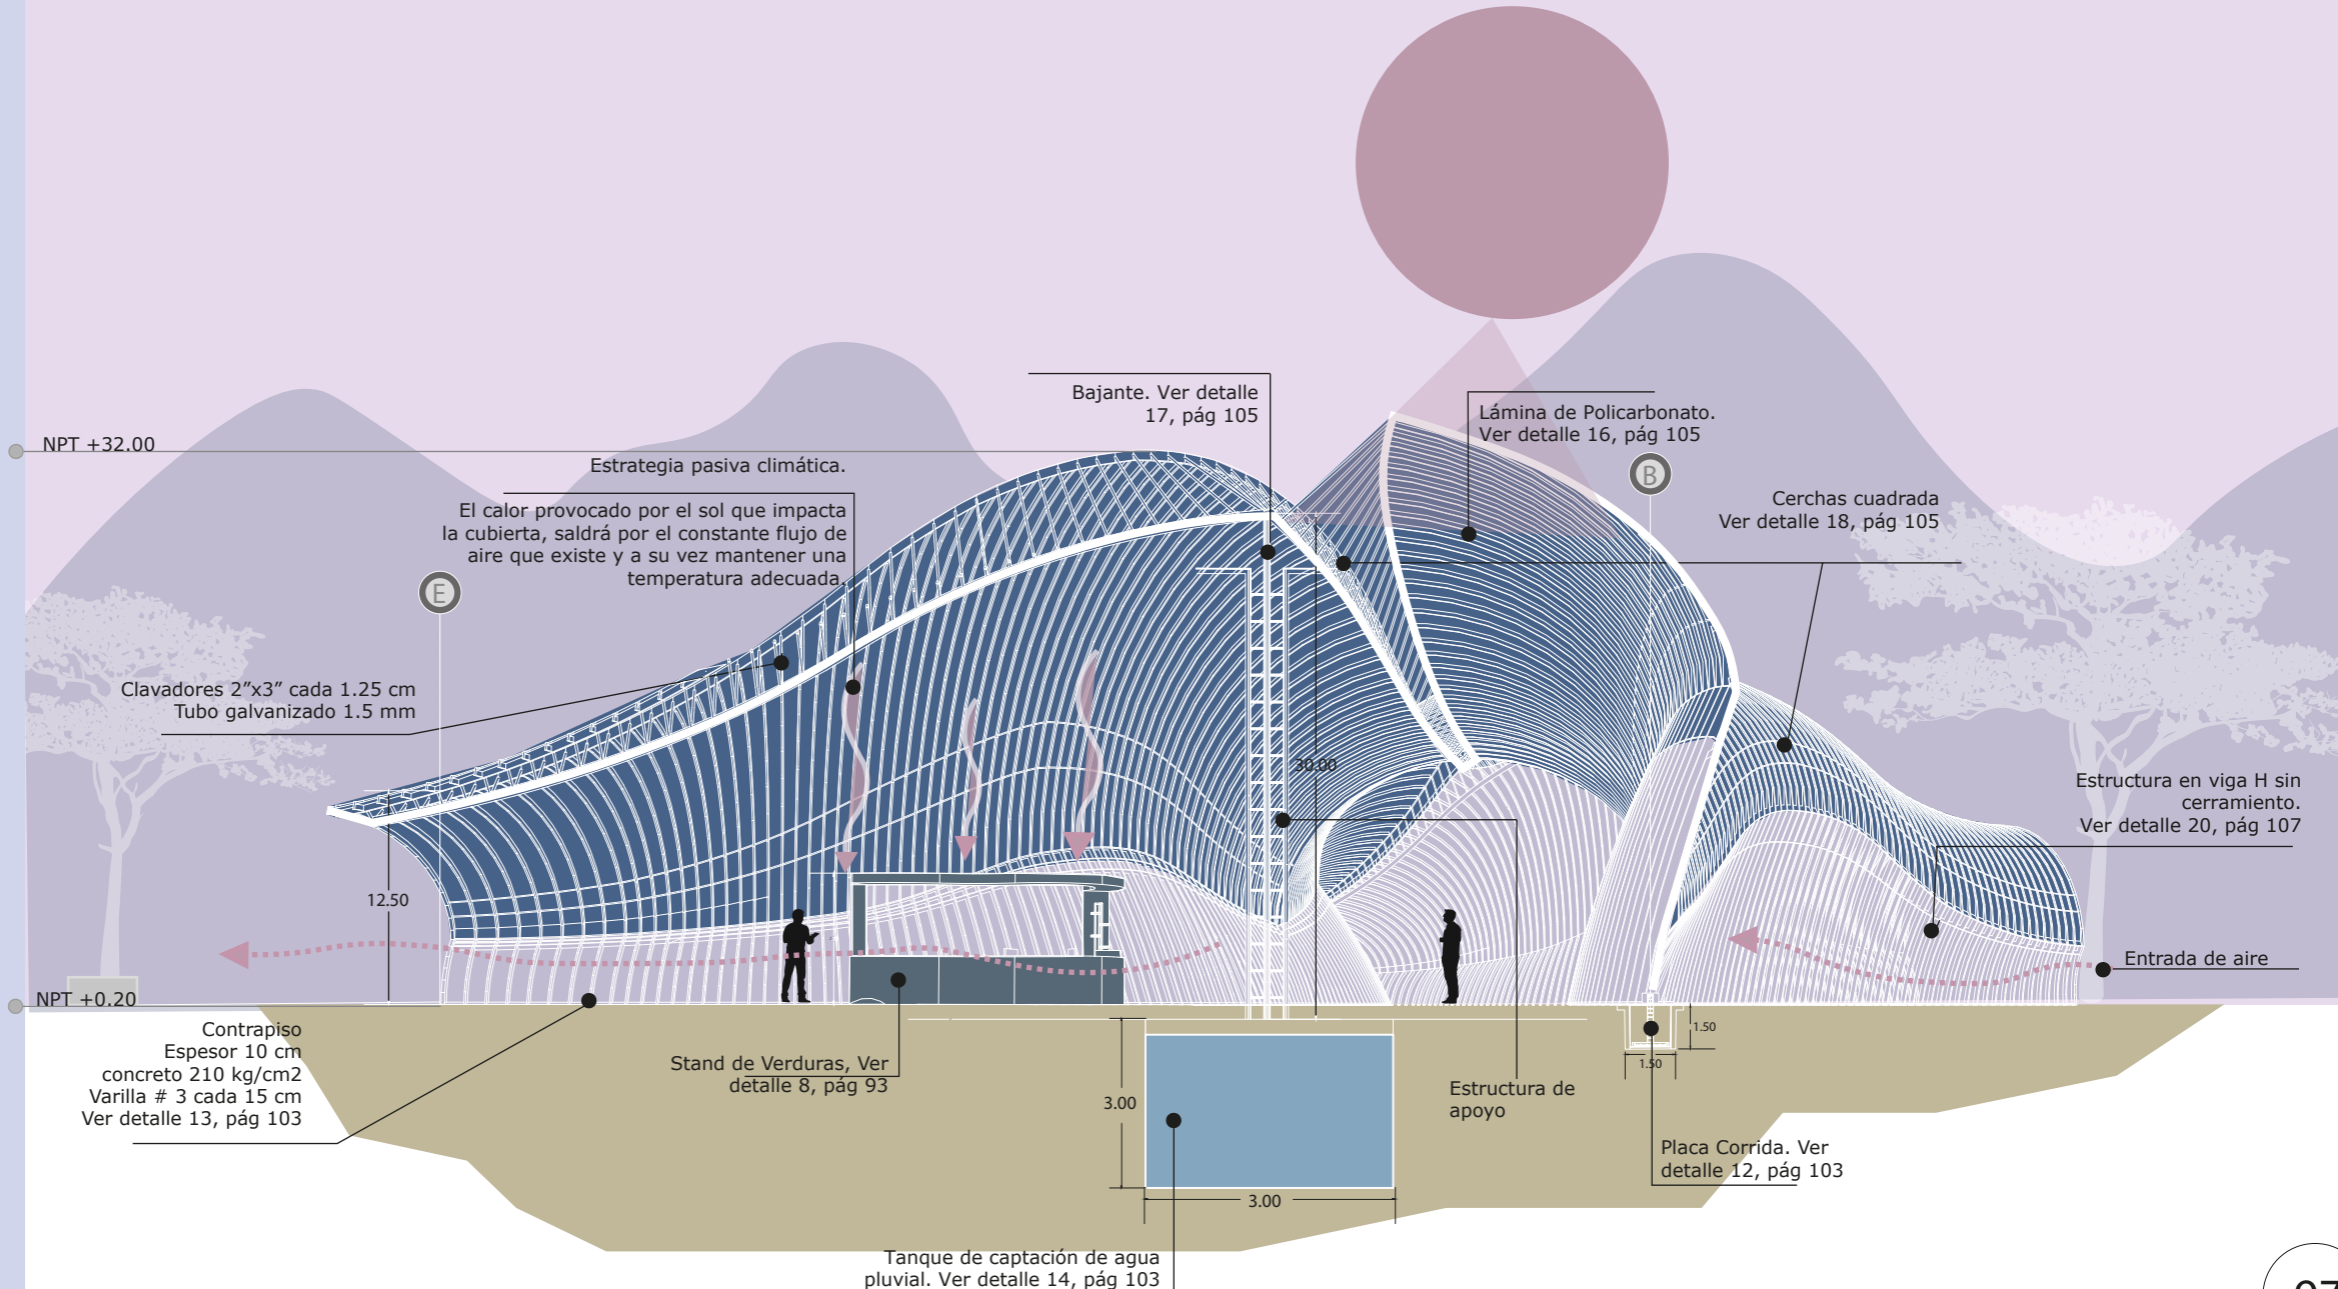 Bajante. Ver detalle
17, pág 105
Lámina de Policarbonato.
Ver detalle 16, pág 105
NPT +32.00
Estrategia pasiva climática.
B
El calor provocado por el sol que impacta
la cubierta, saldrá por el constante flujo de
aire que existe y a su vez mantener una
temperatura adecuada.
Cerchas cuadrada
Ver detalle 18, pág 105
E
Clavadores 2”x3” cada 1.25 cm
Tubo galvanizado 1.5 mm
30.00
Estructura en viga H sin
cerramiento.
Ver detalle 20, pág 107
12.50
Entrada de aire
NPT +0.20
Contrapiso
Espesor 10 cm
concreto 210 kg/cm2
Varilla # 3 cada 15 cm
Ver detalle 13, pág 103
Stand de Verduras, Ver
detalle 8, pág 93
3.00
3.00
Estructura de
apoyo
1.50
1.50
Placa Corrida. Ver
detalle 12, pág 103
Tanque de captación de agua
pluvial. Ver detalle 14, pág 103